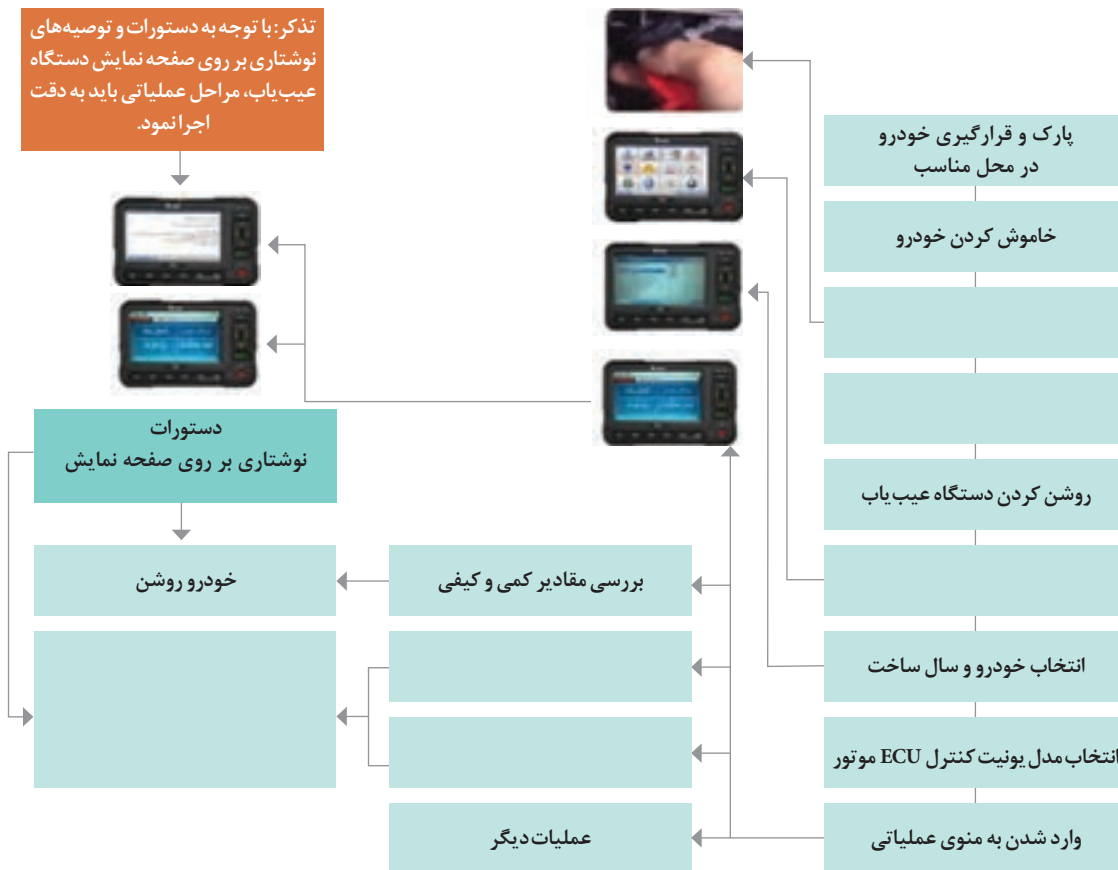 تذکر: با توجه به دستورات و توصیه‌های
نوشتاری بر روی صفحه نمایش دستگاه
عیب‌یاب، مراحل عملیاتی باید به دقت
اجرا نمود.
پارک و قرارگیری خودرو
در محل مناسب
خاموش کردن خودرو
روشن کردن دستگاه عیب‌یاب
انتخاب خودرو و سال ساخت
انتخاب مدل یونیت کنترل ECU موتور
وارد شدن به منوی عملیاتی
بررسی مقادیر کمی و کیفی
عملیات دیگر
دستورات
نوشتاری بر روی صفحه نمایش
خودرو روشن